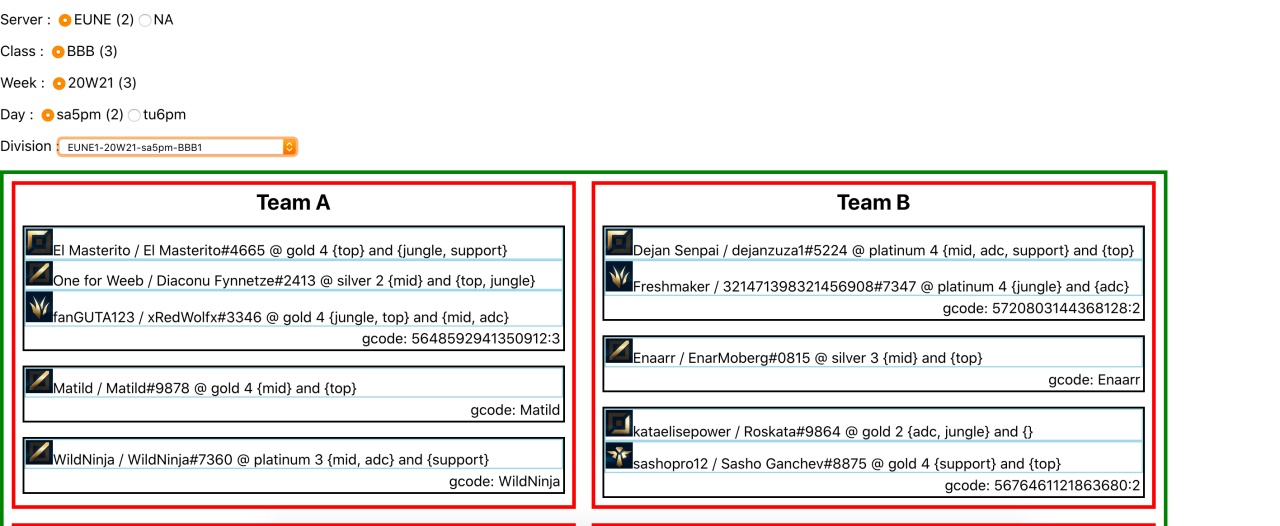 Server : EUNE (2) NA
Class : BBB (3)
Week : 20W21 (3)
Day : sa5pm (2) tu6pm
Division : EUNE1-20W21-sa5pm-BBB1
Team A
El Masterito / El Masterito#4665 @ gold 4 {top} and {jungle, support}
One for Weeb / Diaconu Fynnetze#2413 @ silver 2 {mid} and {top, jungle}
fanGUTA123 / xRedWolfx#3346 @ gold 4 {jungle, top} and {mid, adc}
gcode: 5648592941350912:3
Matild / Matild#9878 @ gold 4 {mid} and {top}
gcode: Matild
WildNinja / WildNinja#7360 @ platinum 3 {mid, adc} and {support}
gcode: WildNinja
Team B
Dejan Senpai / dejanzuza1#5224 @ platinum 4 {mid, adc, support} and {top}
Freshmaker / 321471398321456908#7347 @ platinum 4 {jungle} and {adc}
gcode: 5720803144368128:2
Enaarr / EnarMoberg#0815 @ silver 3 {mid} and {top}
gcode: Enaarr
kataelisepower / Roskata#9864 @ gold 2 {adc, jungle} and {}
sashopro12 / Sasho Ganchev#8875 @ gold 4 {support} and {top}
gcode: 5676461121863680:2